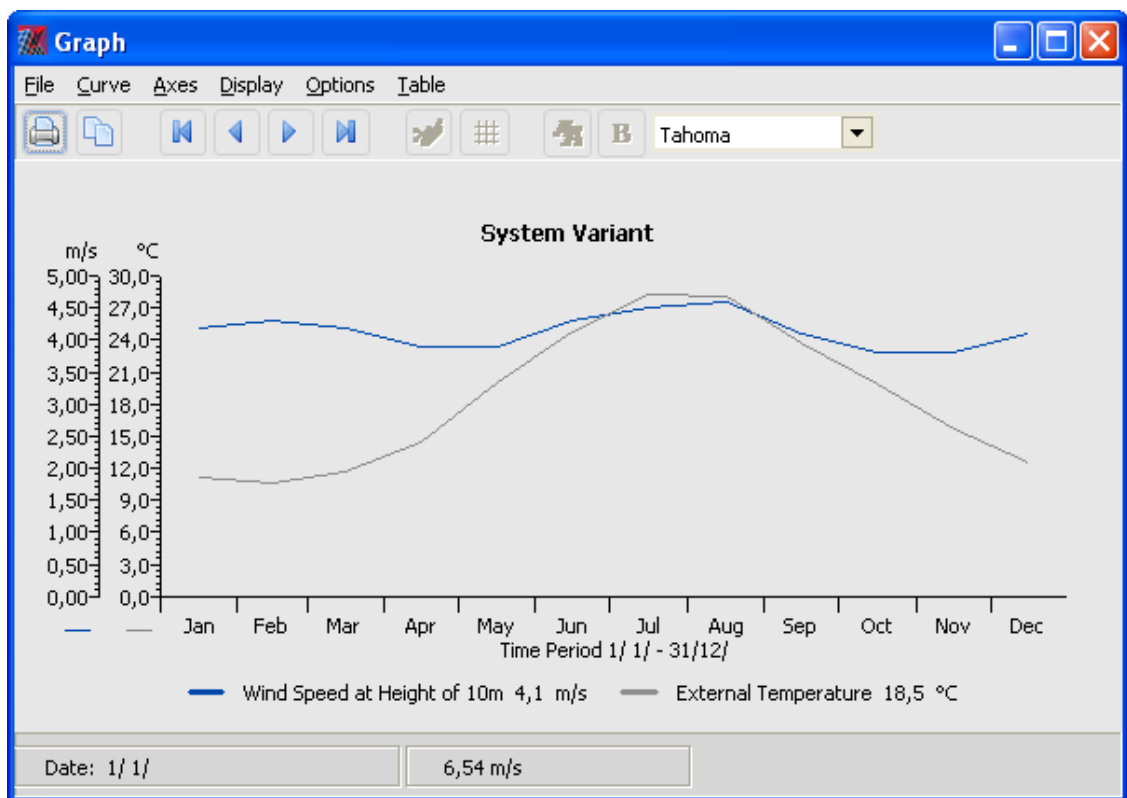 Graph
File Curve Axes Display Options Table
B Tahoma
System Variant
m/s °C
5,00 30,0
4,50 27,0
4,00 24,0
3,50 21,0
3,00 18,0
2,50 15,0
2,00 12,0
1,50 9,0
1,00 6,0
0,50 3,0
0,00 0,0
Jan Feb Mar Apr May Jun Jul Aug Sep Oct Nov Dec
Time Period 1/ 1/ - 31/12/
Wind Speed at Height of 10m 4,1 m/s External Temperature 18,5 °C
Date: 1/ 1/ 6,54 m/s